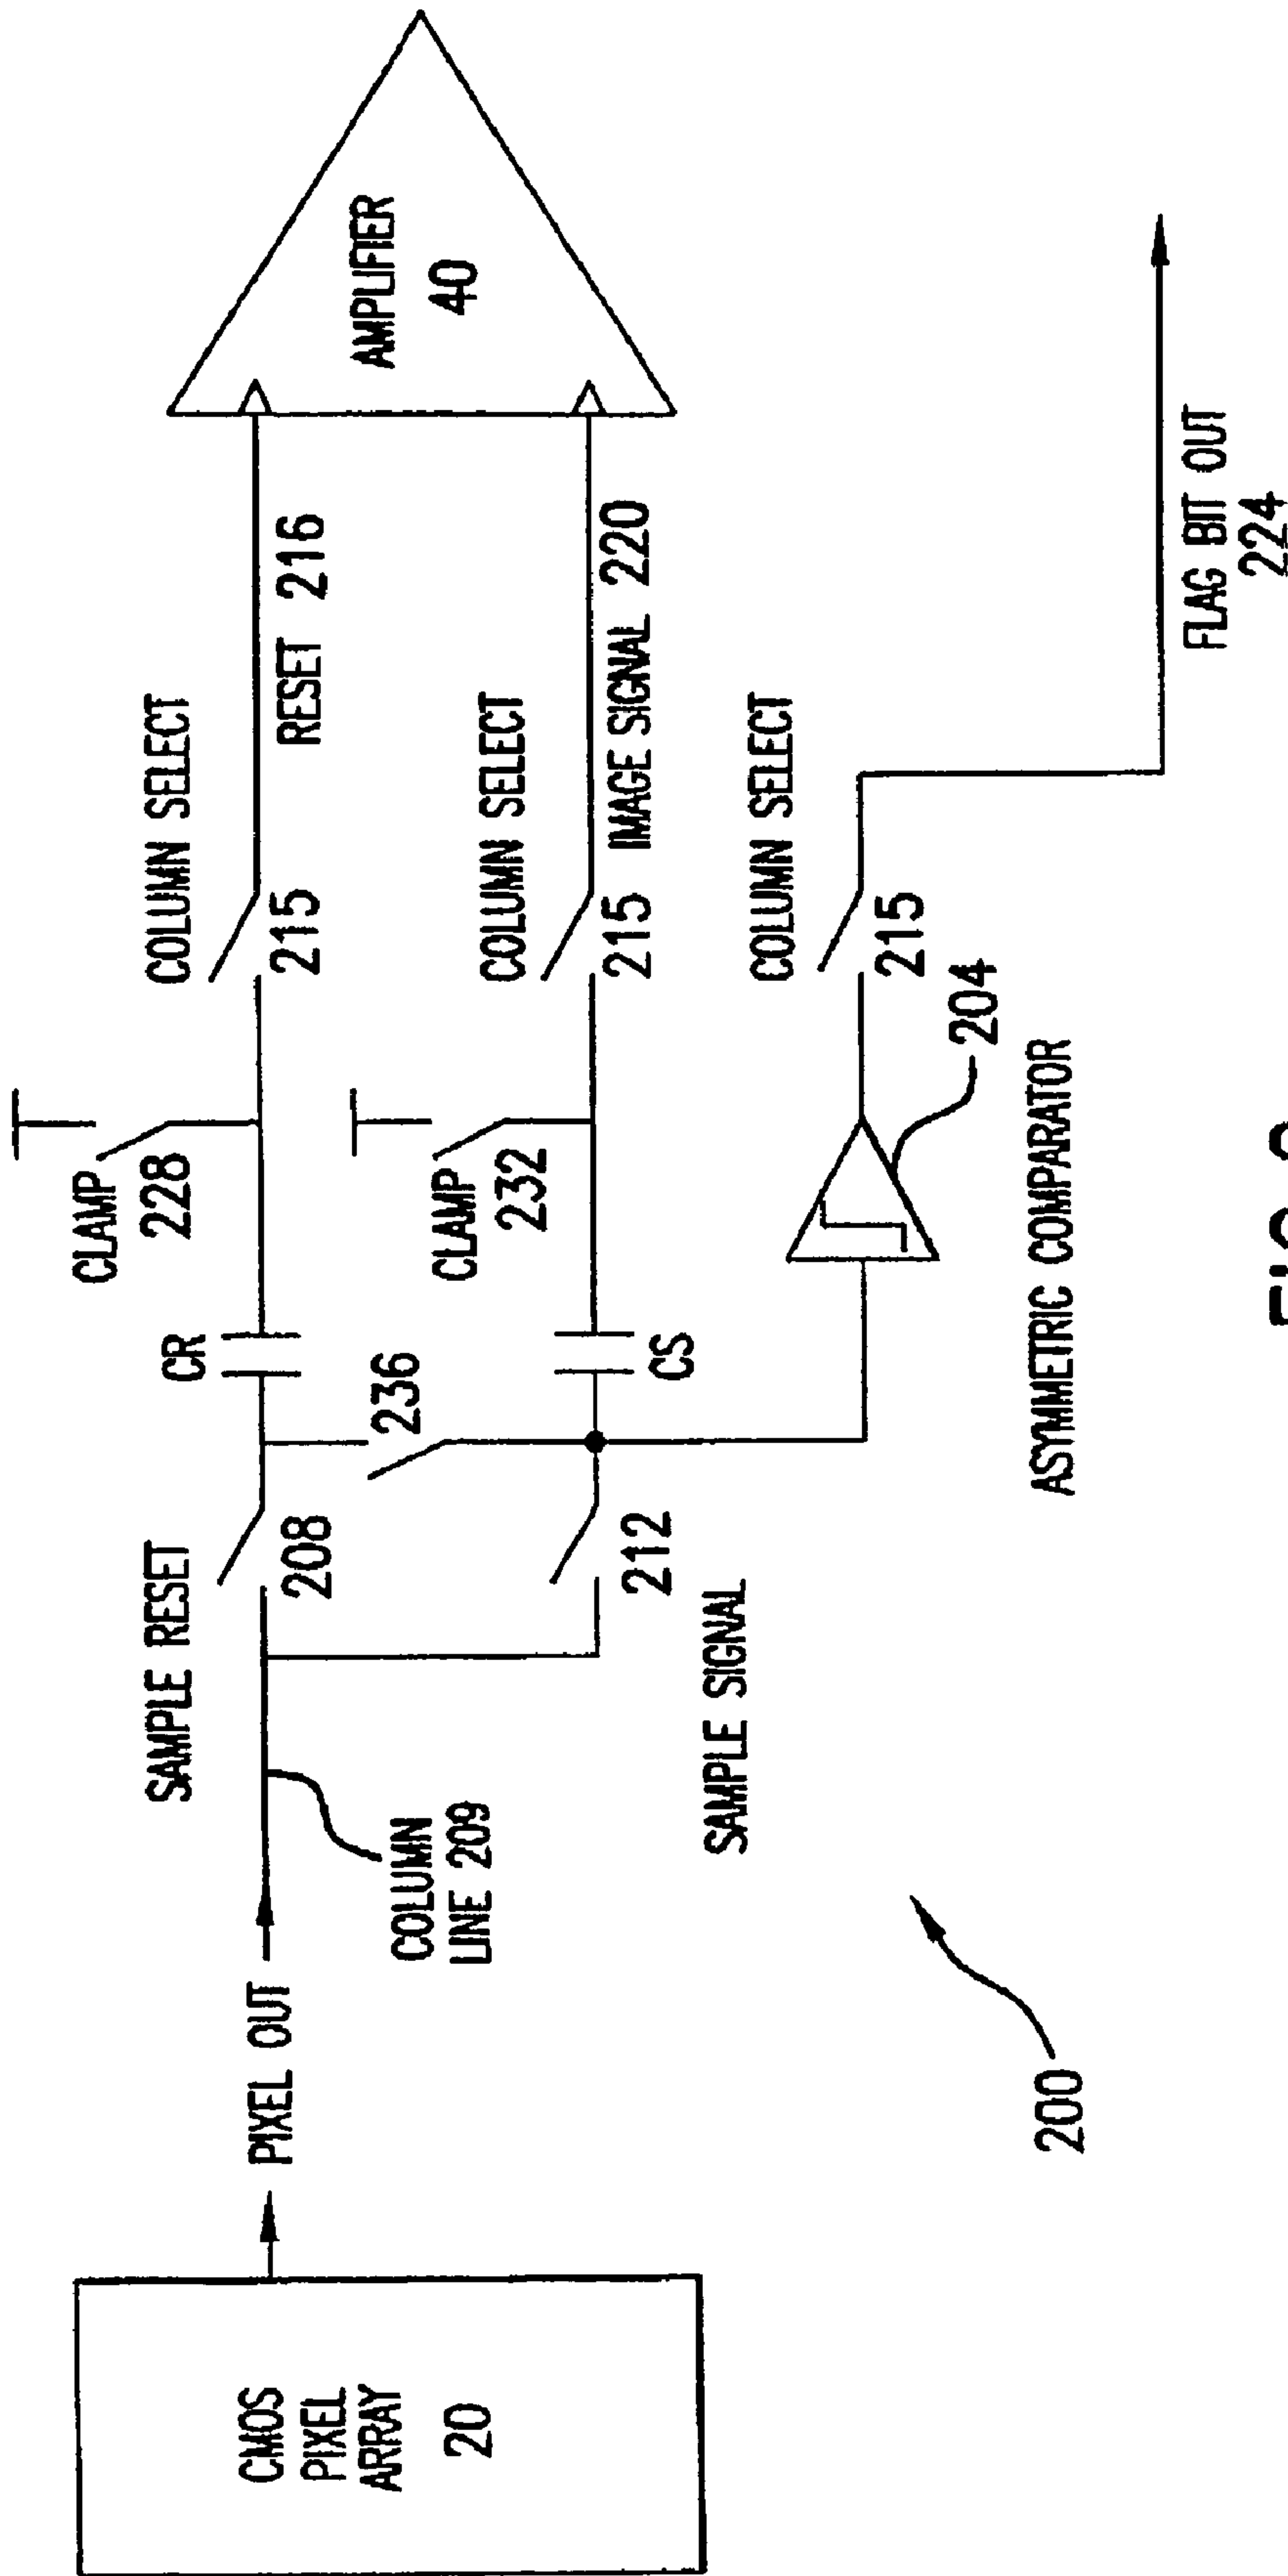 CMOS
PIXEL
ARRAY
20
PIXEL OUT
COLUMN
LINE 209
SAMPLE RESET
208
SAMPLE SIGNAL
212
236
CR
CS
CLAMP
228
CLAMP
232
COLUMN SELECT
215
RESET 216
COLUMN SELECT
215
IMAGE SIGNAL 220
AMPLIFIER
40
ASYMMETRIC COMPARATOR
204
COLUMN SELECT
215
FLAG BIT OUT
224
200